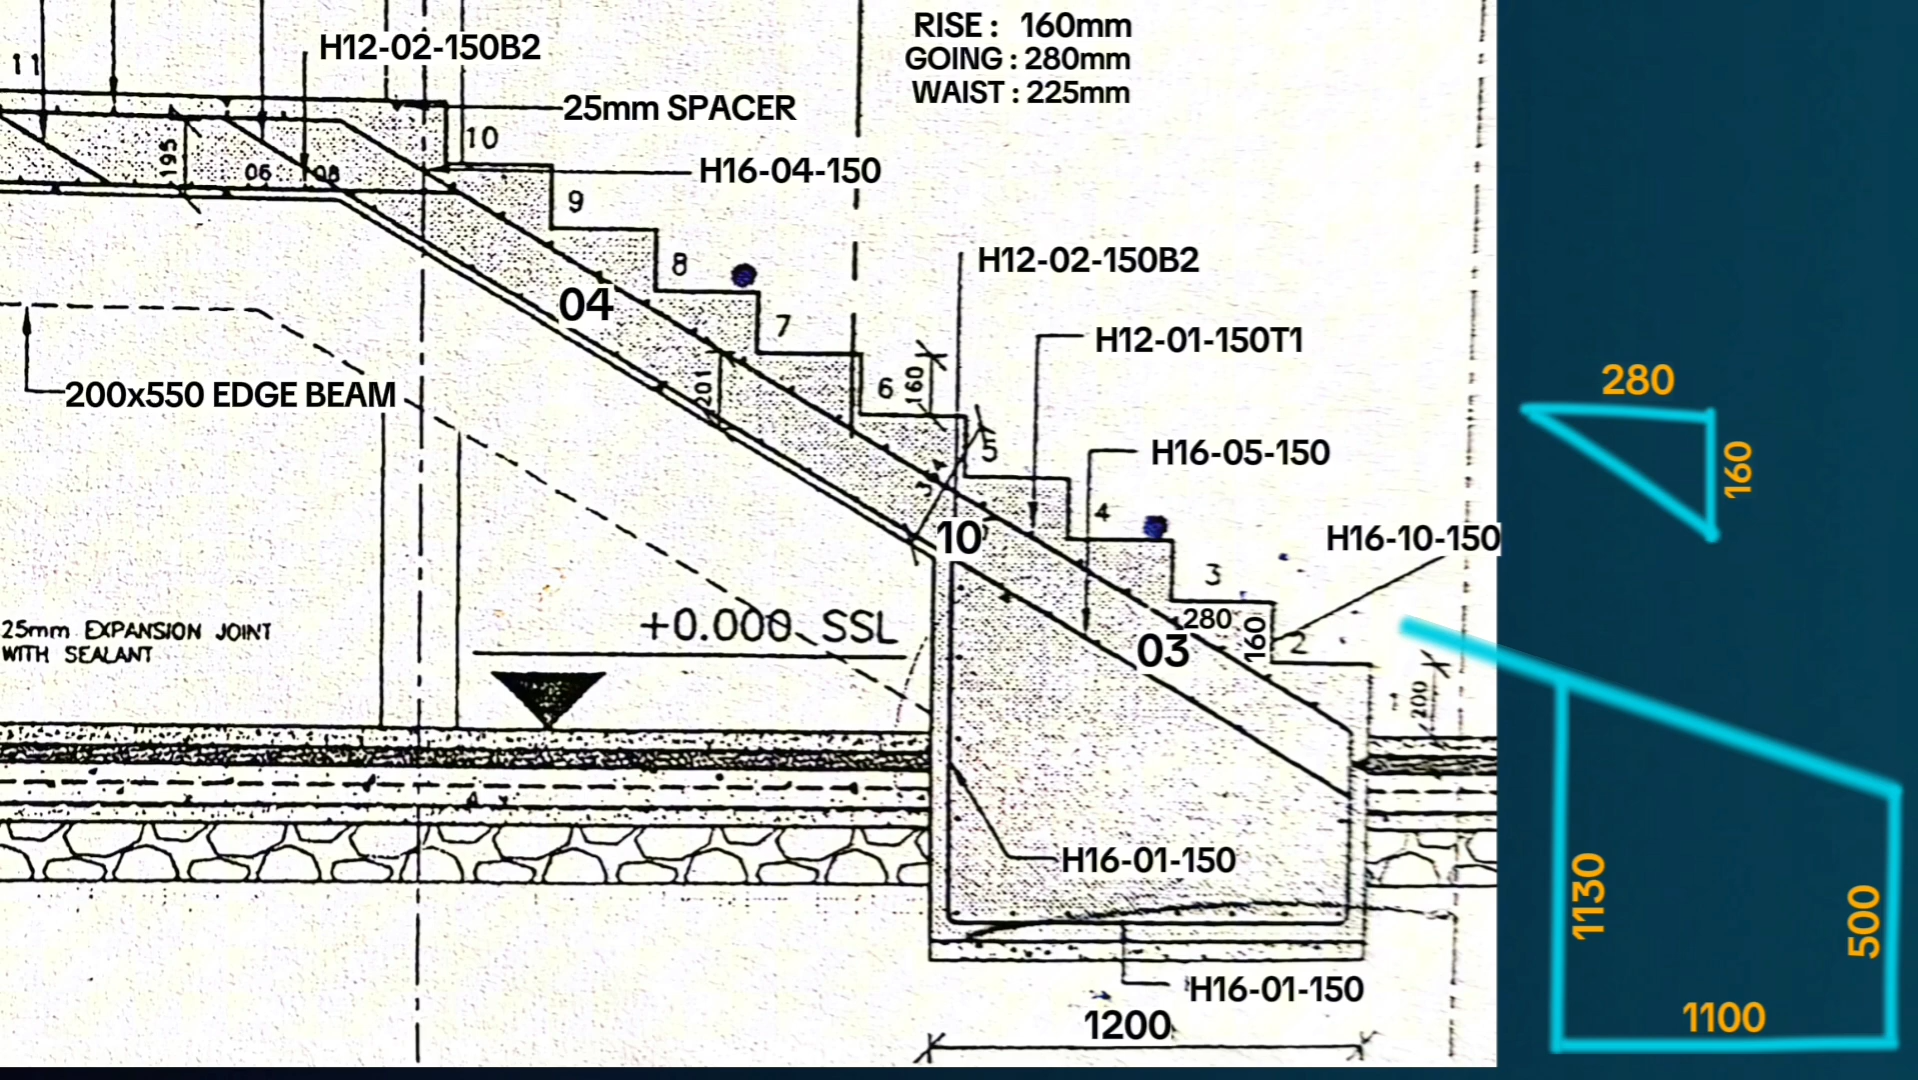 RISE : 160mm
GOING : 280mm
WAIST : 225mm
H12-02-150B2
11
25mm SPACER
10
195
06
08
H16-04-150
9
8
H12-02-150B2
04
7
H12-01-150T1
201
6
160
200x550 EDGE BEAM
5
H16-05-150
280
160
4
10
H16-10-150
3
280
160
2
03
+0.000 SSL
25mm EXPANSION JOINT
WITH SEALANT
200
H16-01-150
1130
500
H16-01-150
1200
1100